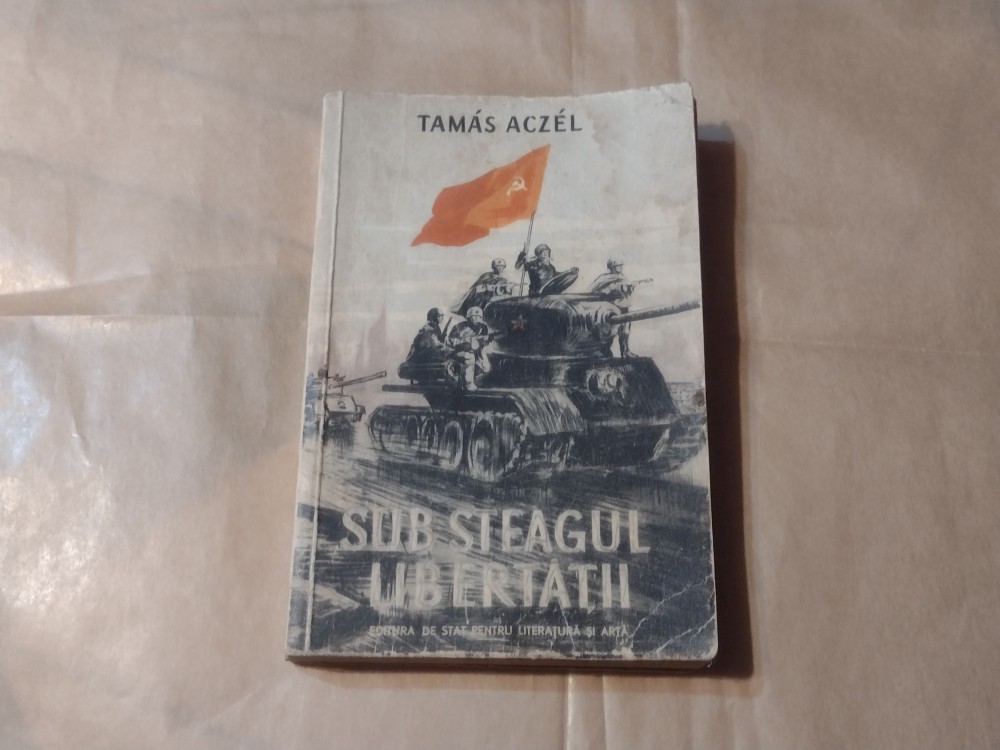 TAMÁS ACZÉL
SUB STEAGUL
LIBERTĂȚII
EDITURA DE STAT PENTRU LITERATURĂ ȘI ARTĂ